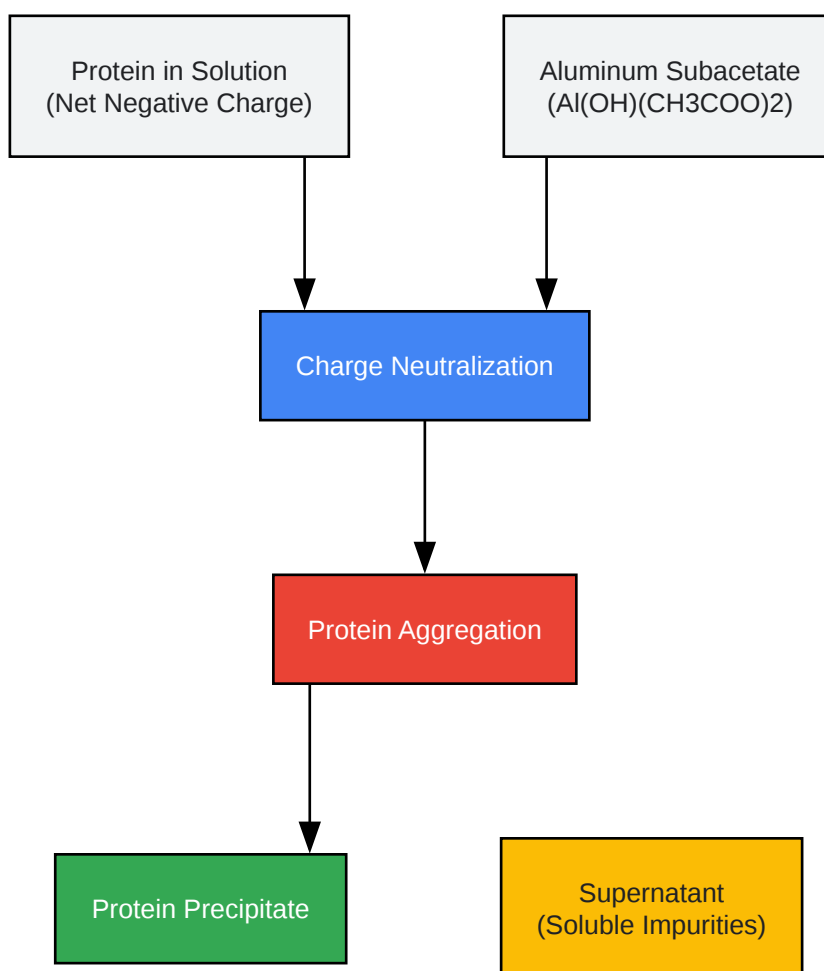 Protein in Solution
(Net Negative Charge)
Aluminum Subacetate
(Al(OH)(CH3COO)2)
Charge Neutralization
Protein Aggregation
Protein Precipitate
Supernatant
(Soluble Impurities)